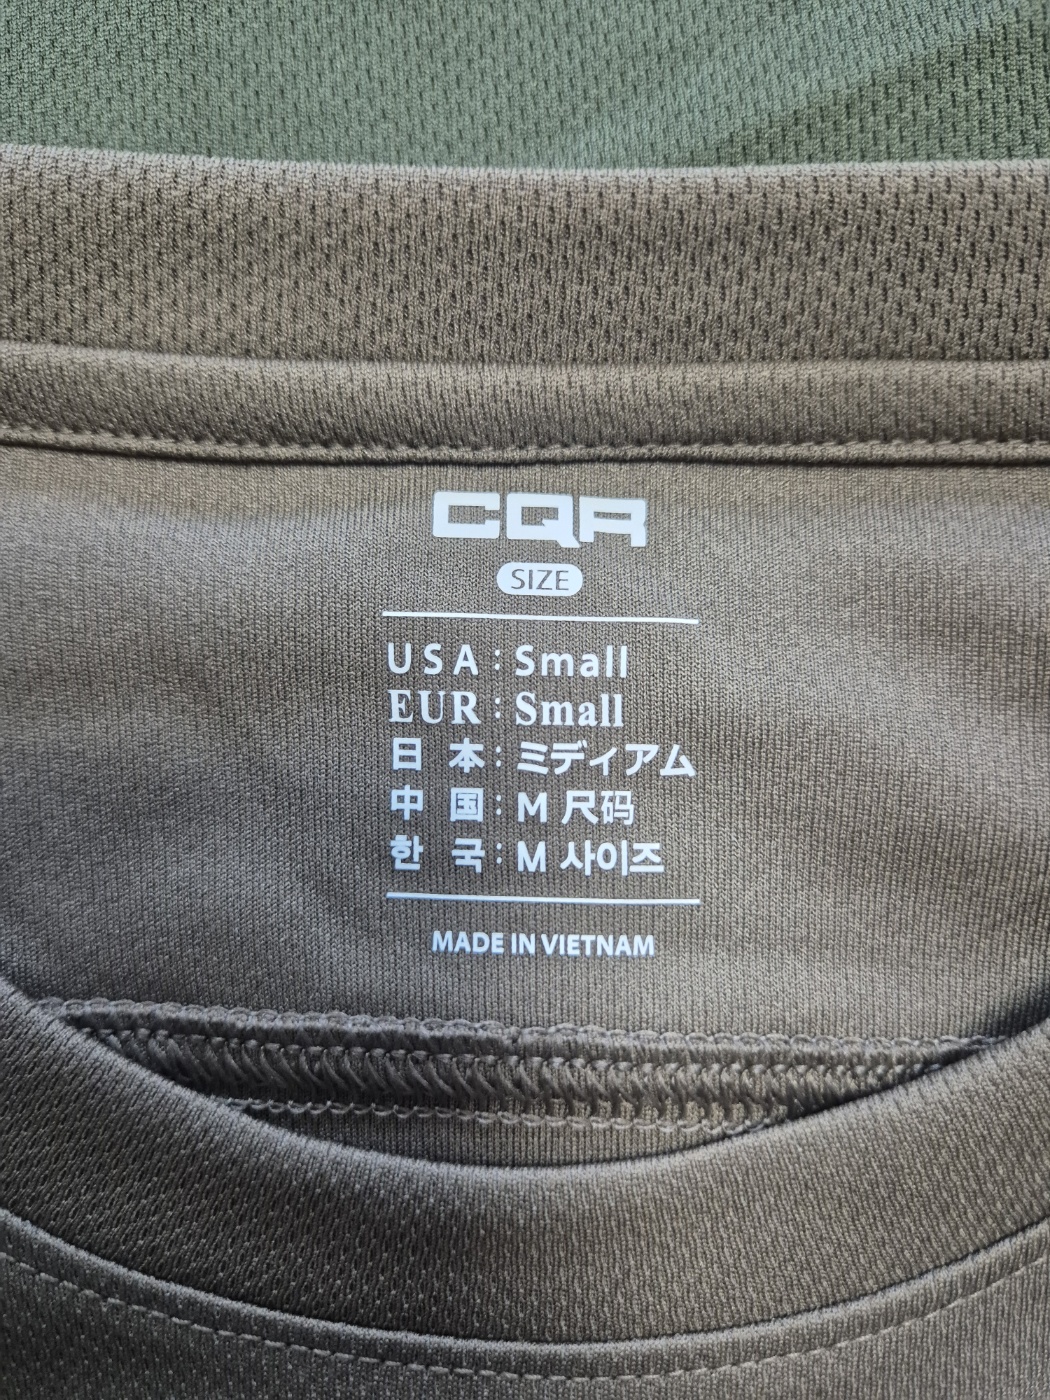 CQR
SIZE
USA : Small
EUR : Small
日 本 : ミディアム
中 国 : M 尺码
한 국 : M 사이즈
MADE IN VIETNAM